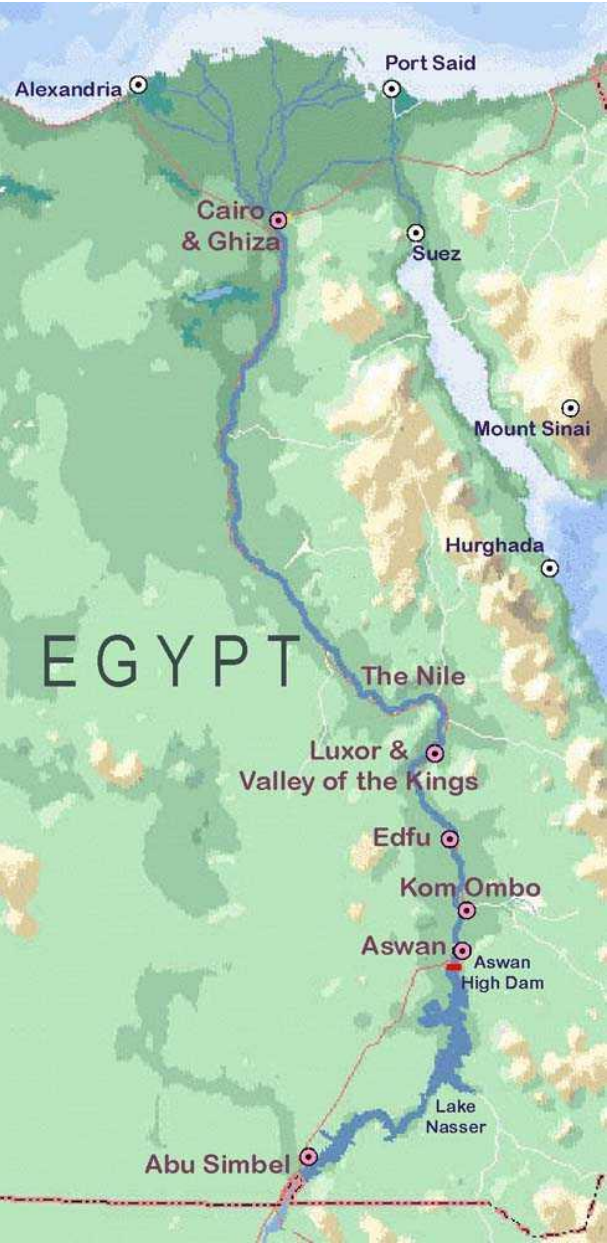 Port Said
Alexandria
Cairo
& Ghiza
Suez
Mount Sinai
Hurghada
EGYPT
The Nile
Luxor &
Valley of the Kings
Edfu
Kom Ombo
Aswan
Aswan
High Dam
Lake
Nasser
Abu Simbel